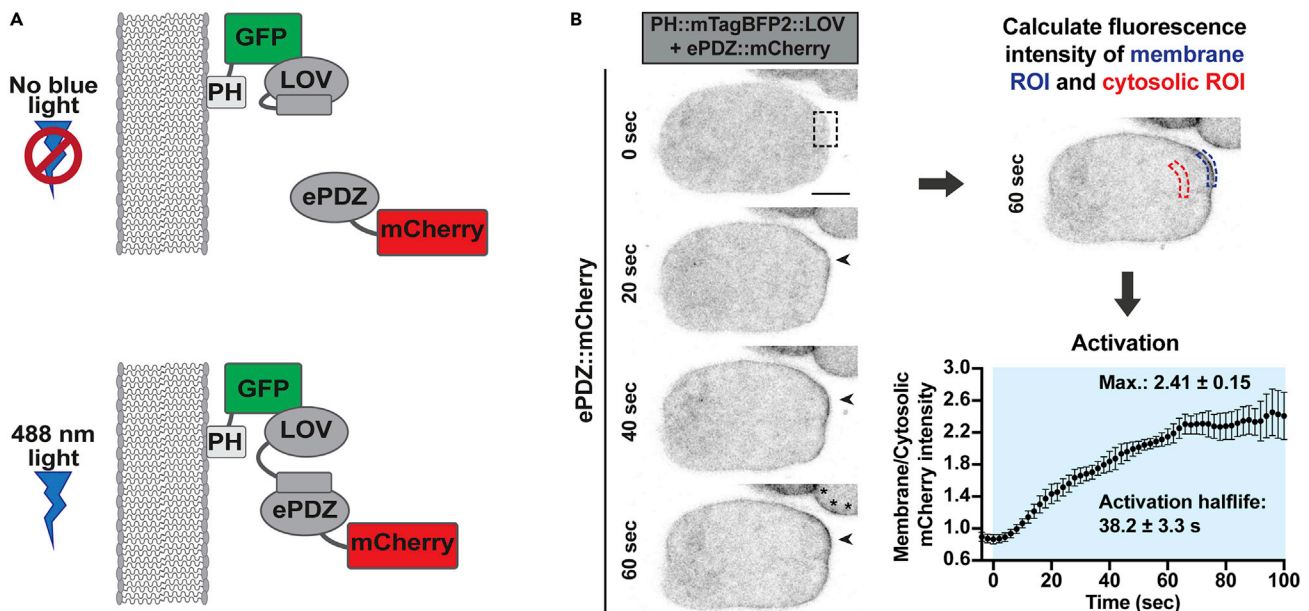 A
No blue
light
GFP
LOV
PH
ePDZ
mCherry
488 nm
light
GFP
LOV
PH
ePDZ
mCherry
B
PH::mTagBFP2::LOV
+ ePDZ::mCherry
ePDZ::mCherry
0 sec
20 sec
40 sec
60 sec
* * *
Calculate fluorescence
intensity of membrane
ROI and cytosolic ROI
60 sec
Activation
Membrane/Cytosolic
mCherry intensity
3.0
2.6
2.2
1.8
1.4
1.0
0.6
Max.: 2.41 ± 0.15
Activation halflife:
38.2 ± 3.3 s
0 20 40 60 80 100
Time (sec)